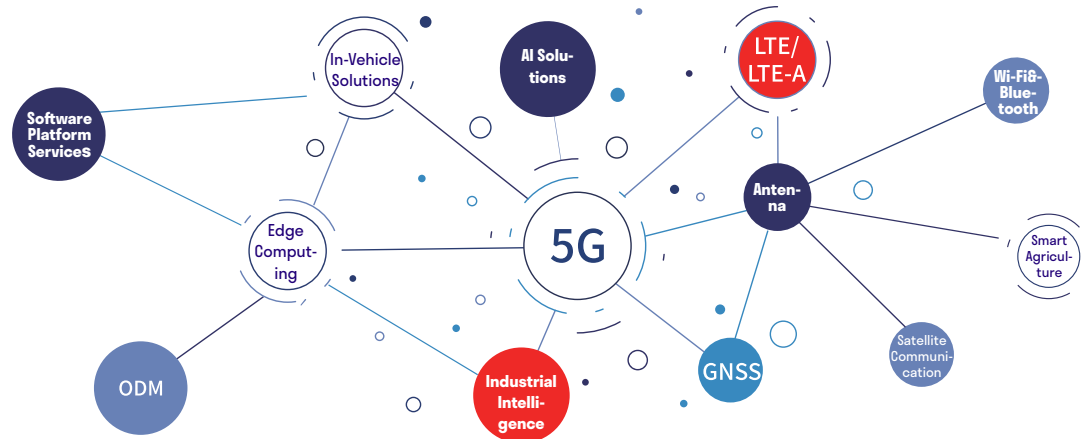 In-Vehicle
Solutions
AI Solu-
tions
LTE/
LTE-A
Wi-Fi&-
Blue-
tooth
Software
Platform
Services
Anten-
na
Edge
Comput-
ing
5G
Smart
Agricul-
ture
ODM
Industrial
Intelli-
gence
GNSS
Satellite
Communi-
cation